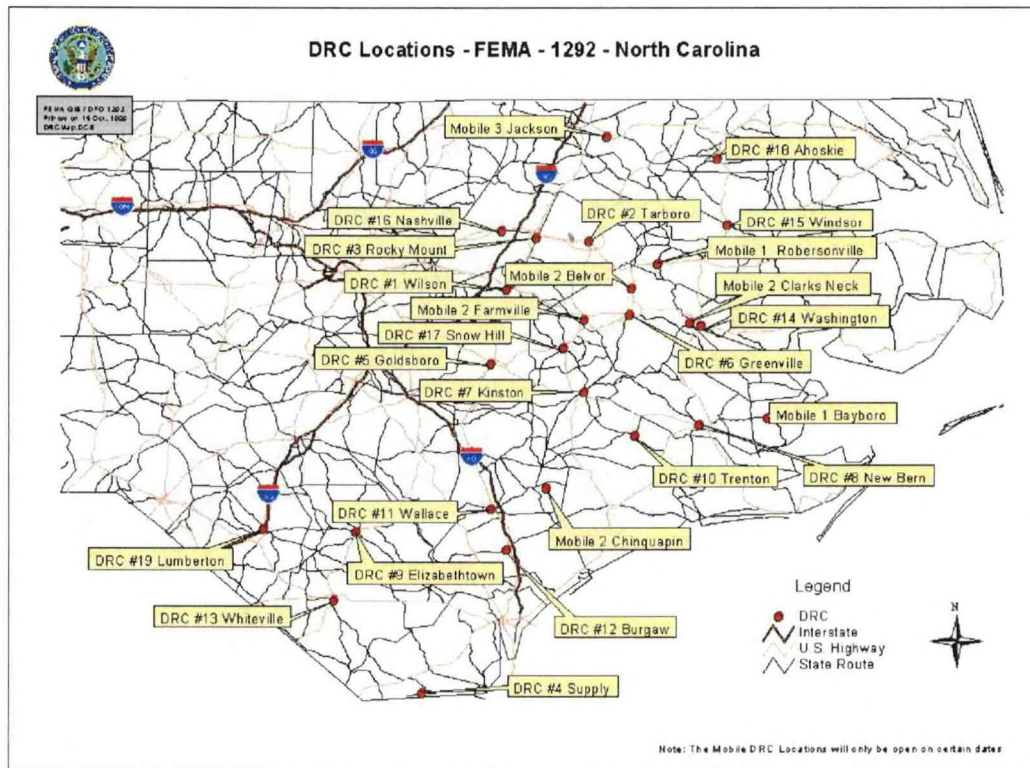 DRC Locations - FEMA - 1292 - North Carolina
FEMA GIS / DFO 1292
Mobile 3 Jackson
DRC #18 Ahoskie
DRC #16 Nashville
DRC #2 Tarboro
DRC #15 Windsor
DRC #3 Rocky Mount
Mobile 1 Robersonville
DRC #1 Wilson
Mobile 2 Belvor
Mobile 2 Clarks Neck
Mobile 2 Farmville
DRC #14 Washington
DRC #17 Snow Hill
DRC #5 Goldsboro
DRC #6 Greenville
DRC #7 Kinston
Mobile 1 Bayboro
DRC #10 Trenton
DRC #8 New Bern
DRC #11 Wallace
Mobile 2 Chinquapin
DRC #19 Lumberton
DRC #9 Elizabethtown
DRC #13 Whiteville
DRC #12 Burgaw
DRC #4 Supply
Legend
DRC
Interstate
U.S. Highway
State Route
N
Note: The Mobile DRC Locations will only be open on certain dates